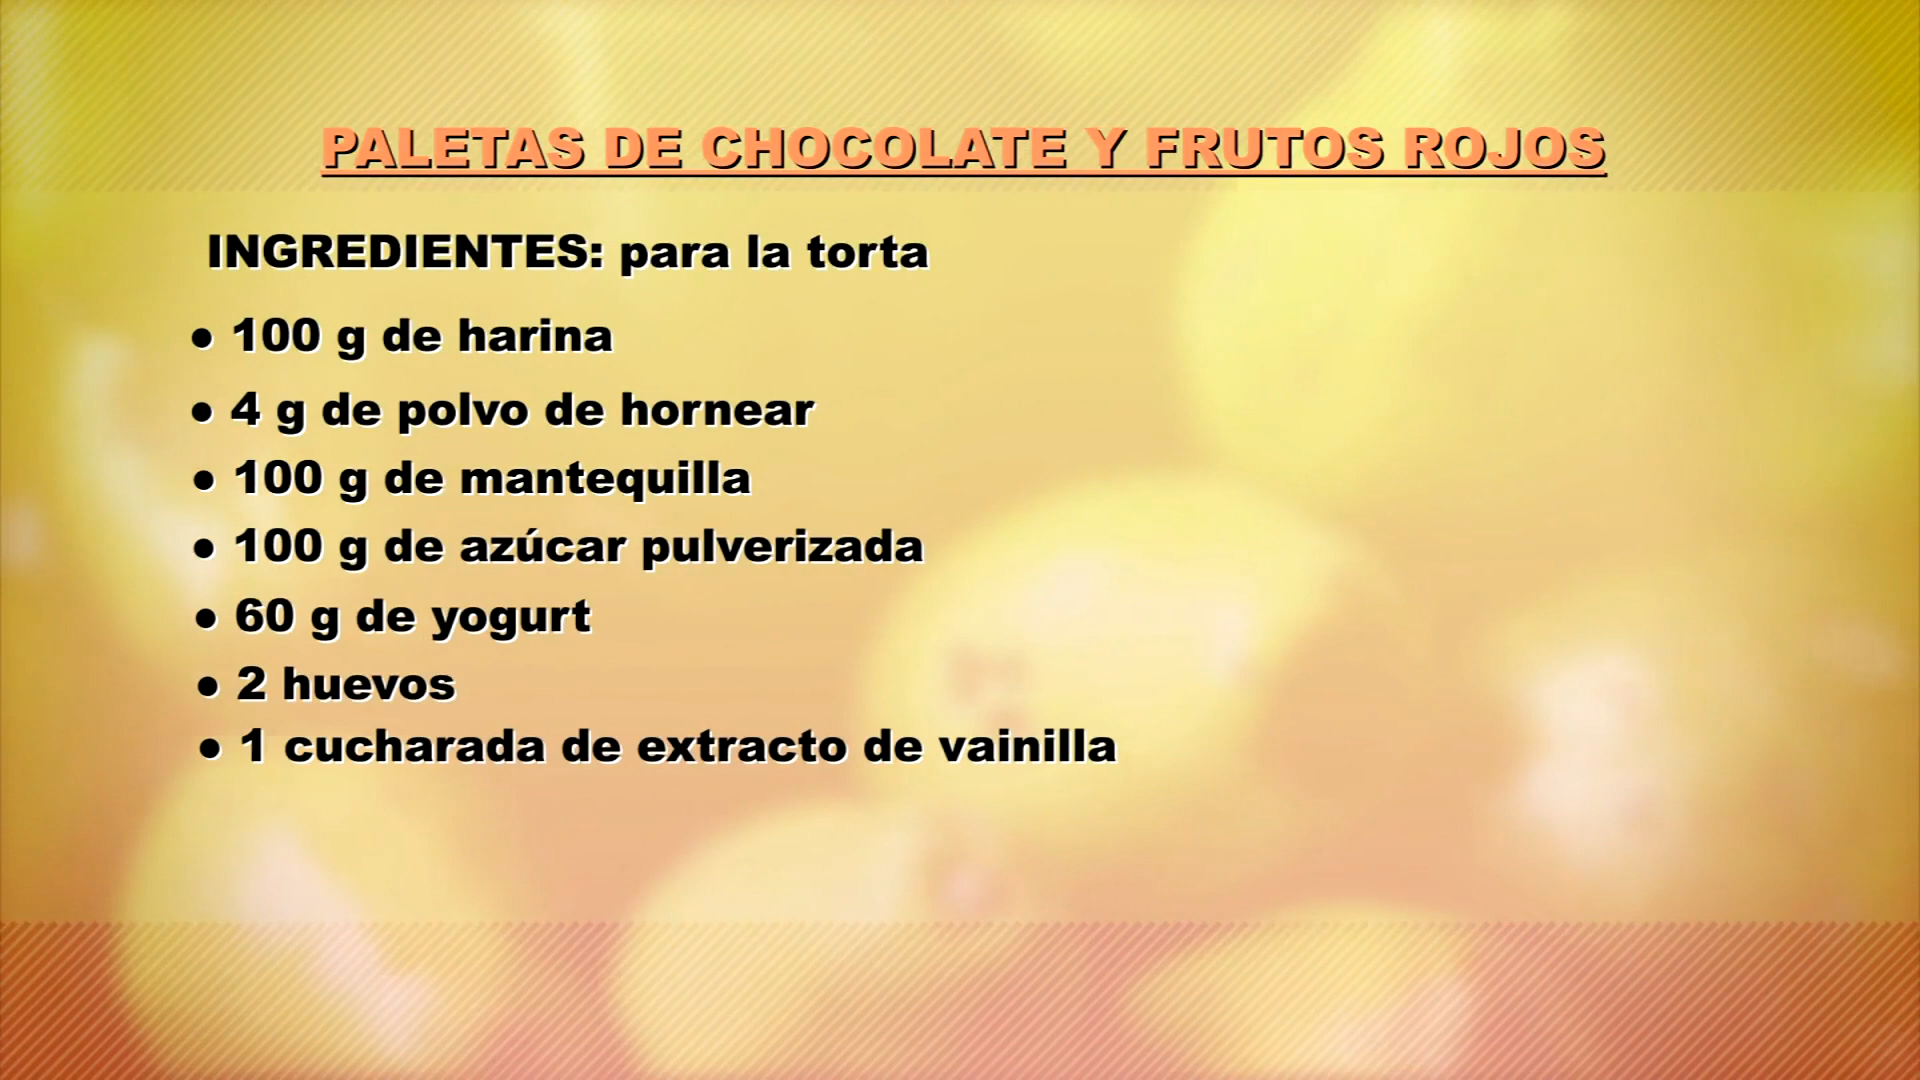 PALETAS DE CHOCOLATE Y FRUTOS ROJOS
INGREDIENTES: para la torta
• 100 g de harina
• 4 g de polvo de hornear
• 100 g de mantequilla
• 100 g de azúcar pulverizada
• 60 g de yogurt
• 2 huevos
• 1 cucharada de extracto de vainilla